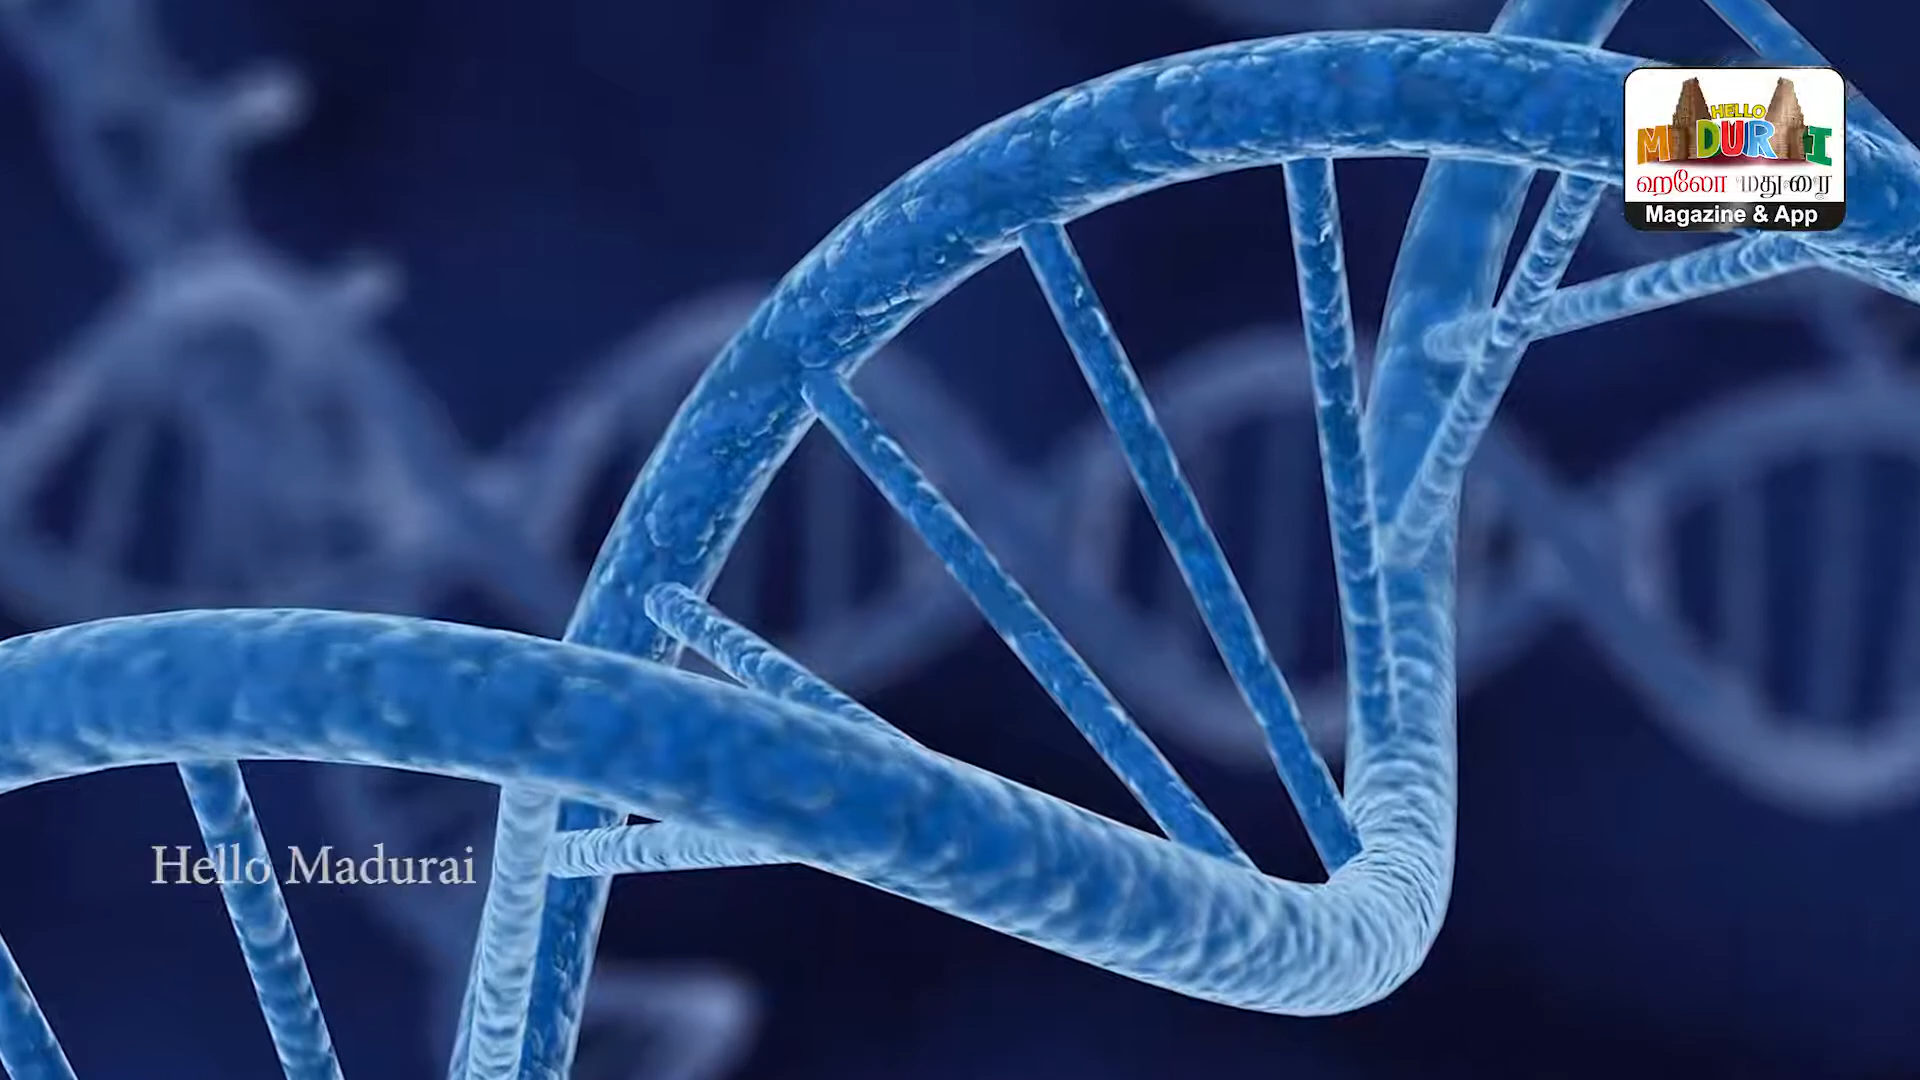 HELLO
MADURAI
ஹலோ மதுரை
Magazine & App
Hello Madurai